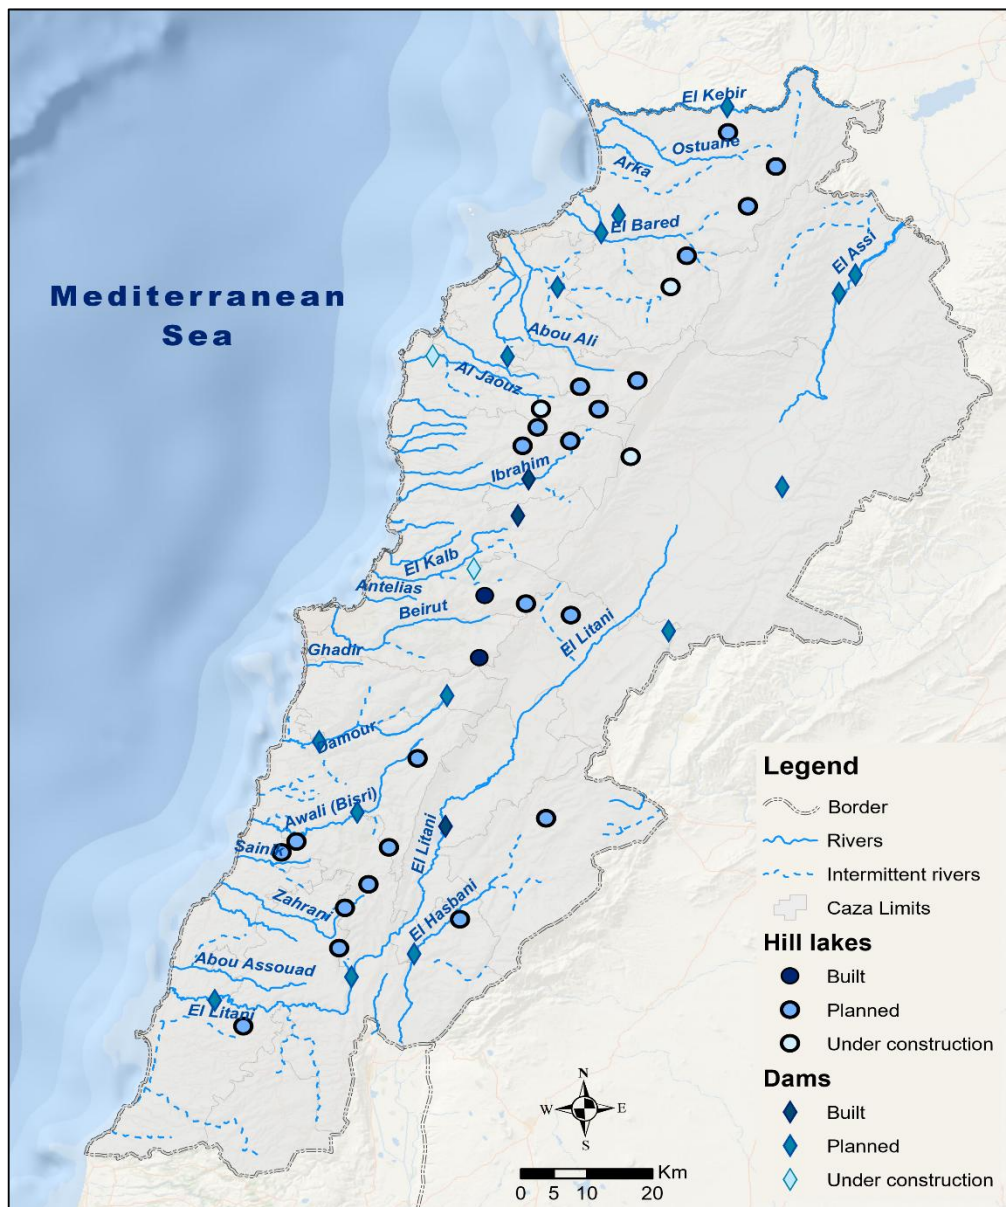 El Kebir
Ostuane
Arka
El Bared
El Assi
Mediterranean
Sea
Abou Ali
Al Jaouz
Ibrahim
El Kalb
Antelias
Beirut
El Litani
Ghadir
Damour
Awali (Bisri)
El Litani
Sainik
Zahrani
El Hasbani
Abou Assouad
El Litani
Legend
Border
Rivers
Intermittent rivers
Caza Limits
Hill lakes
Built
Planned
Under construction
Dams
Built
Planned
Under construction
N
W E
S
Km
0 5 10 20